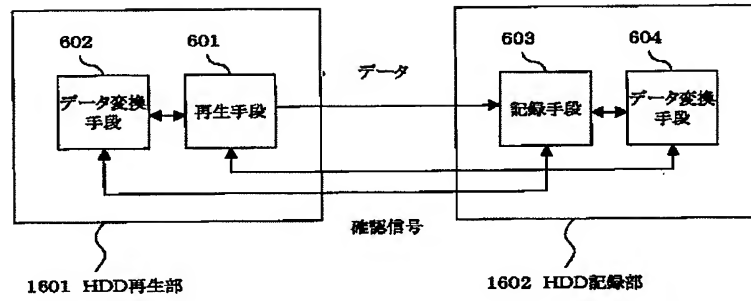 602
601
603
604
データ
データ変換
手段
再生手段
記録手段
データ変換
手段
確認信号
1601 HDD再生部
1602 HDD記録部